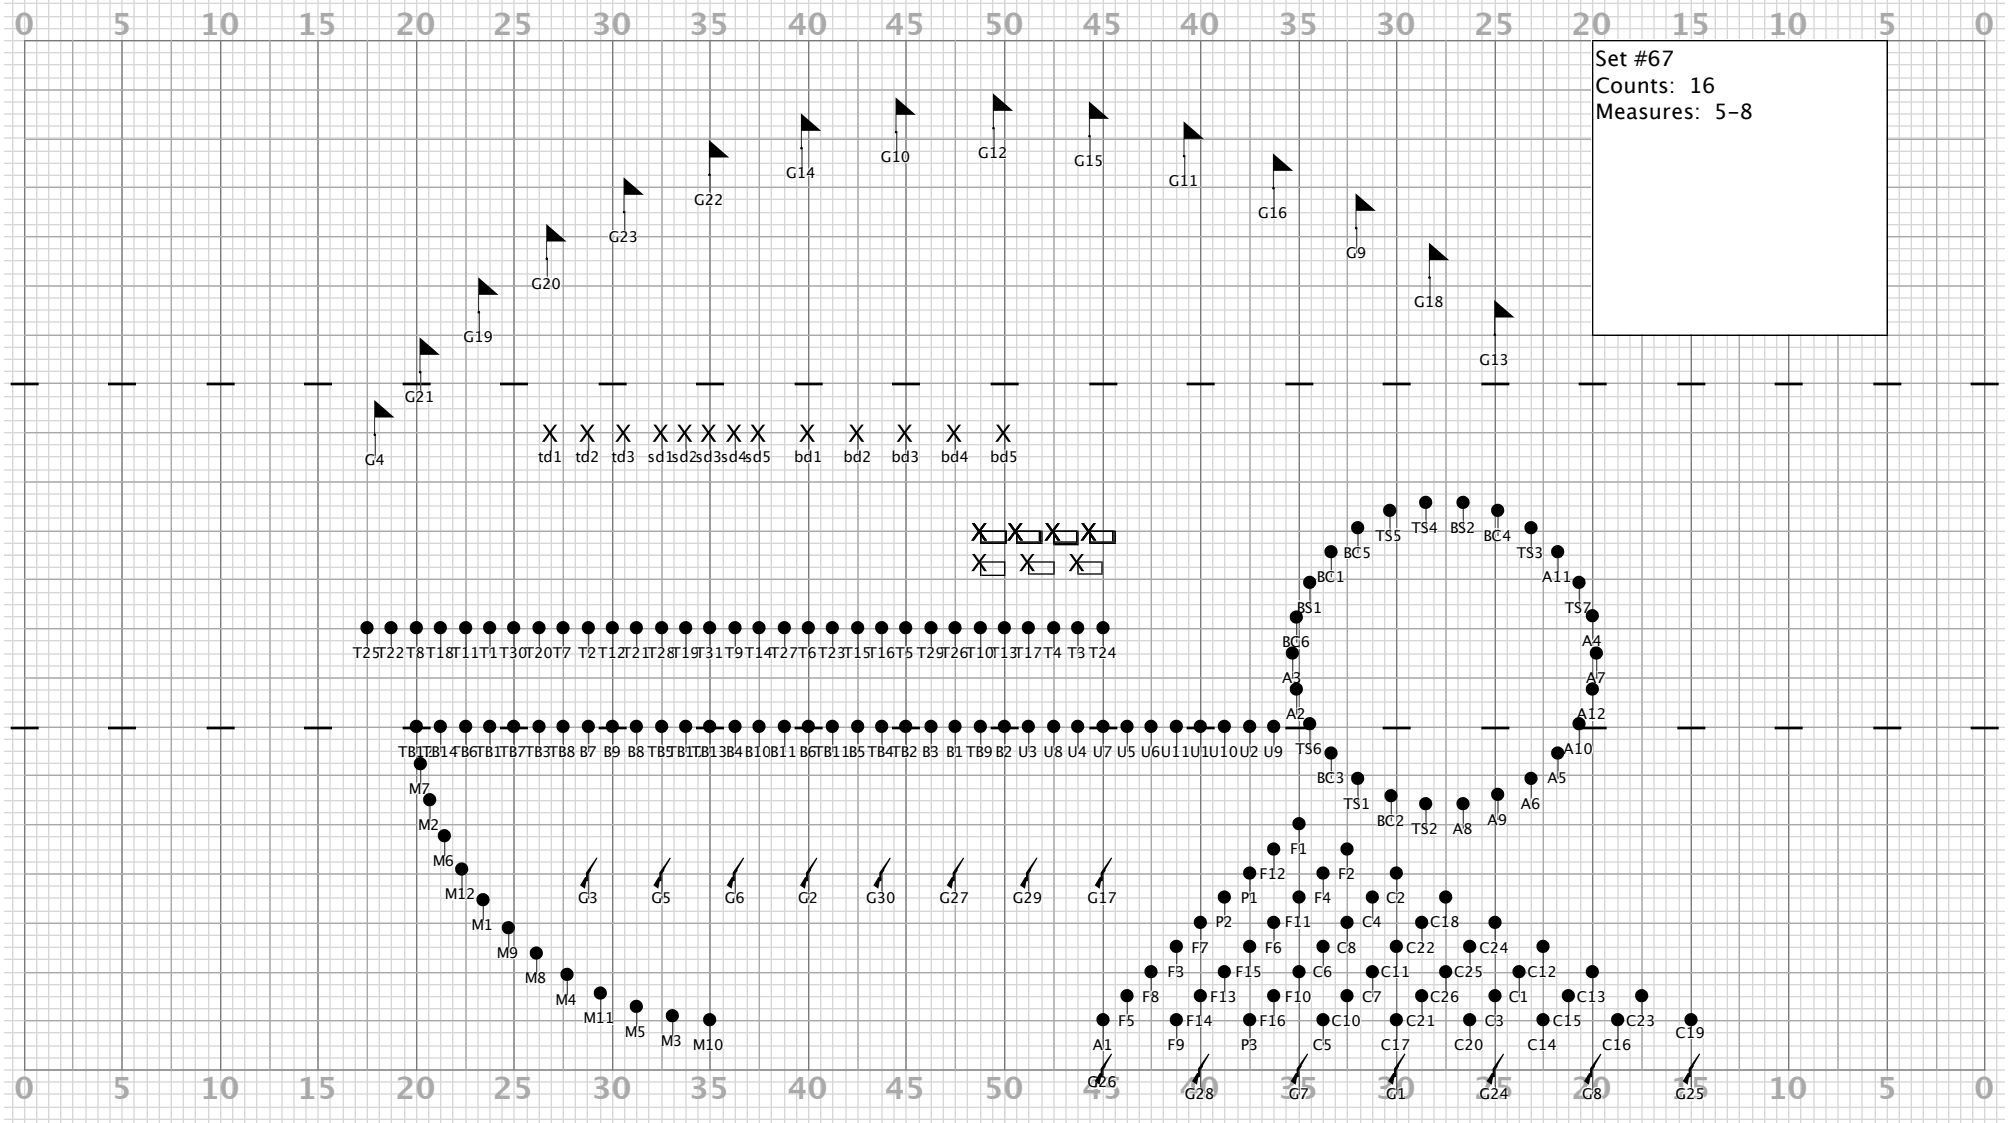 0 5 10 15 20 25 30 35 40 45 50 45 40 35 30 25 20 15 10 5 0
Set #67
Counts: 16
Measures: 5-8
G12
G10 G15
G14 G11
G22 G16
G23 G9
G20 G18
G19 G13
G21
G4
td1 td2 td3 sd1 sd2 sd3 sd4 sd5 bd1 bd2 bd3 bd4 bd5
X X X X
X X X
TS5 TS4 BS2 BC4
BC5 TS3
BC1 A11
BS1 TS7
BC6 A4
T25 T22 T8 T18 T11 T1 T30 T20 T7 T2 T12 T21 T28 T19 T31 T9 T14 T27 T6 T23 T15 T16 T5 T29 T26 T10 T13 T17 T4 T3 T24
A3 A7
A2 A12
TB14 TB6 TB1 TB7 TB3 TB8 B7 B9 B8 TB5 TB13 B4 B10 B11 B6 TB11 B5 TB4 TB2 B3 B1 TB9 B2 U3 U8 U4 U7 U5 U6 U11 U1 U10 U2 U9 TS6 A10
M7 BC3 A5
M2 TS1 A6
BC2 TS2 A8 A9
M6 F1
M12 F12 F2
G3 G5 G6 G2 G30 G27 G29 G17 P1 F4 C2
M1 P2 F11 C4 C18
M9 F7 F6 C8 C22 C24
M8 F3 F15 C6 C11 C25 C12
M4 F8 F13 F10 C7 C26 C1 C13
M11 F5 F14 F16 C10 C21 C3 C15 C23
M5 C19
M3 M10 A1 F9 P3 C5 C17 C20 C14 C16
G26 G28 G7 G1 G24 G8 G25
0 5 10 15 20 25 30 35 40 45 50 45 40 35 30 25 20 15 10 5 0